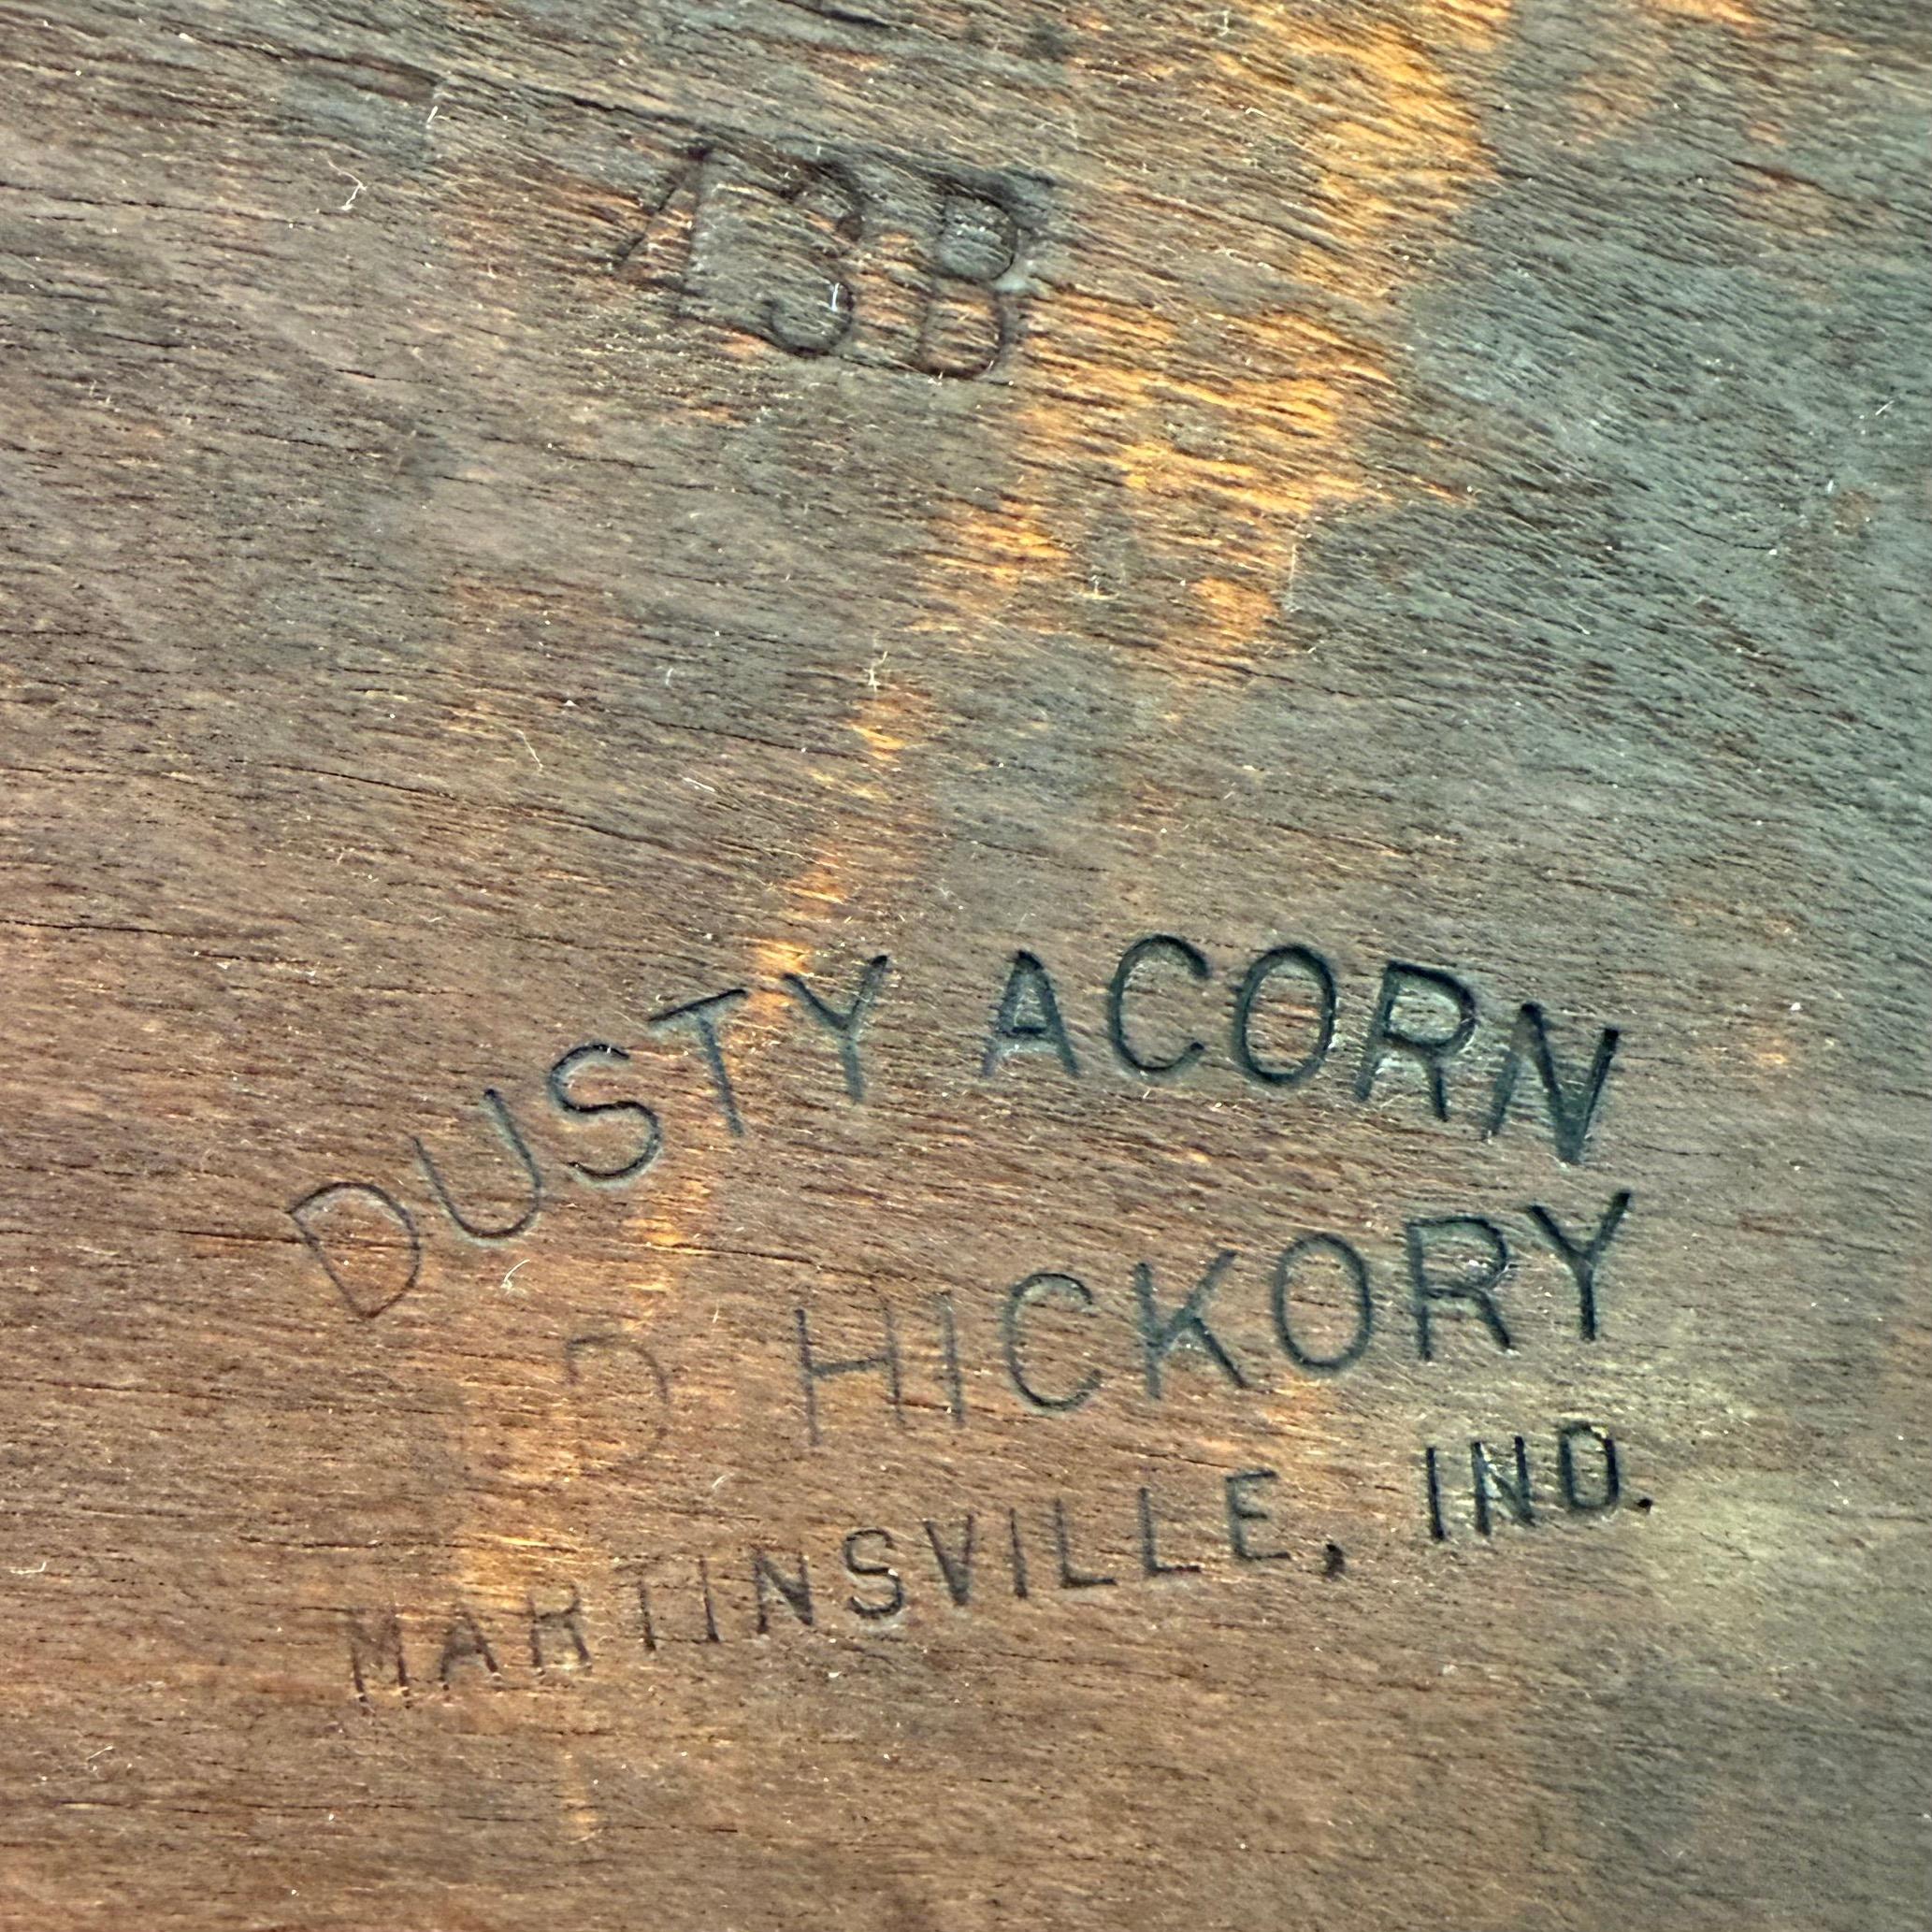 13B
DUSTY ACORN
HICKORY
MARTINSVILLE, IND.